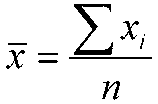 x̄ = ∑ xᵢ / n